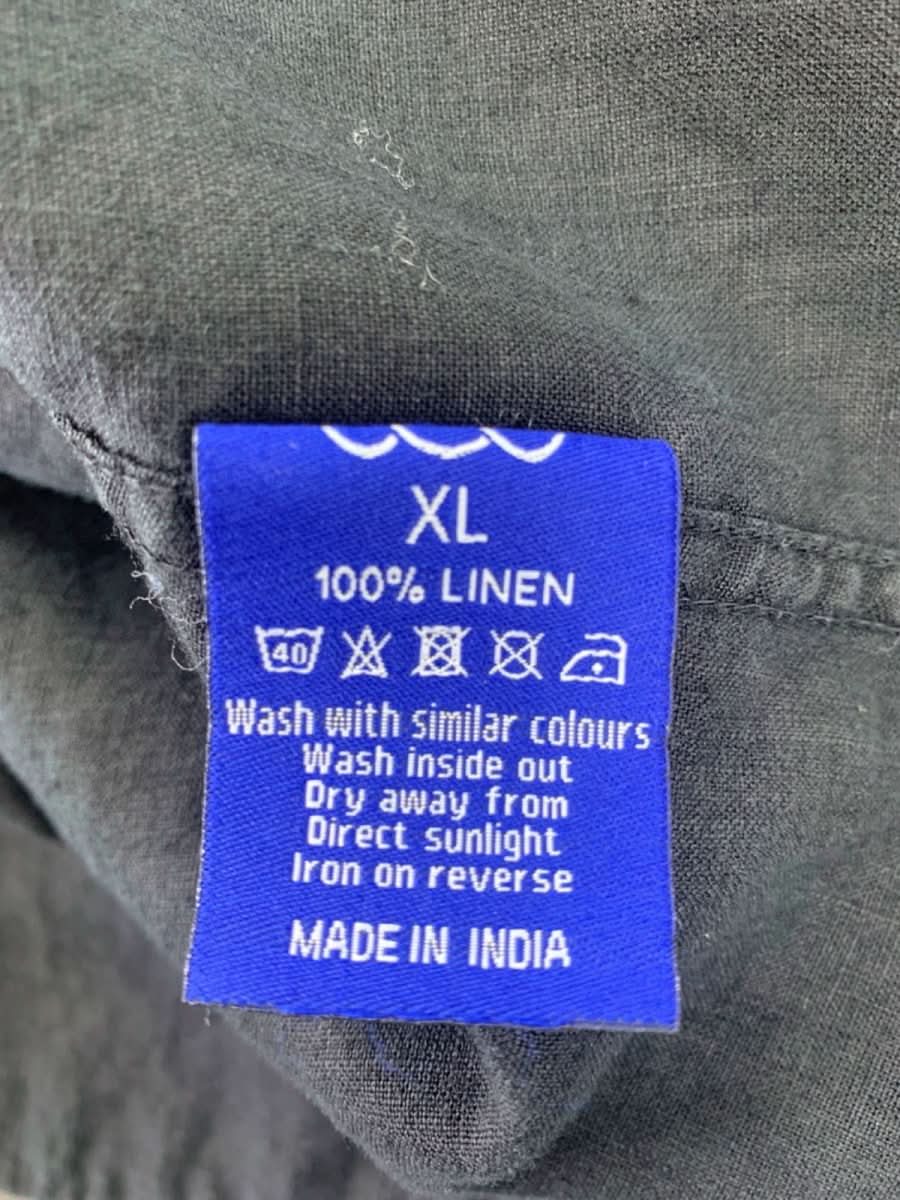 XL
100% LINEN
40
Wash with similar colours
Wash inside out
Dry away from
Direct sunlight
Iron on reverse
MADE IN INDIA